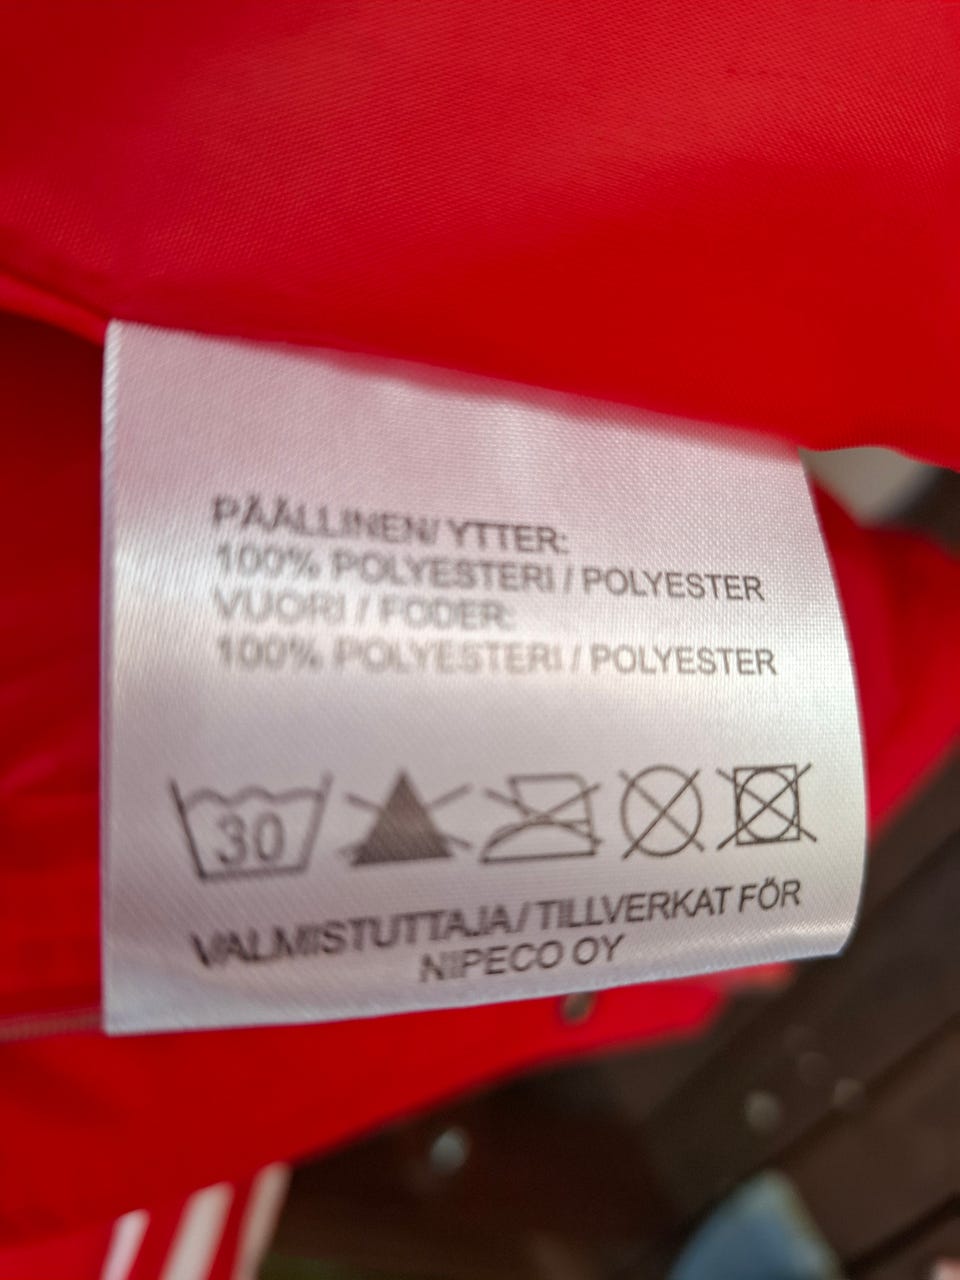 PÄÄLLINEN/ YTTER:
100% POLYESTERI / POLYESTER
VUORI / FODER:
100% POLYESTERI / POLYESTER
30
VALMISTUTTAJA/ TILLVERKAT FÖR
NIPECO OY